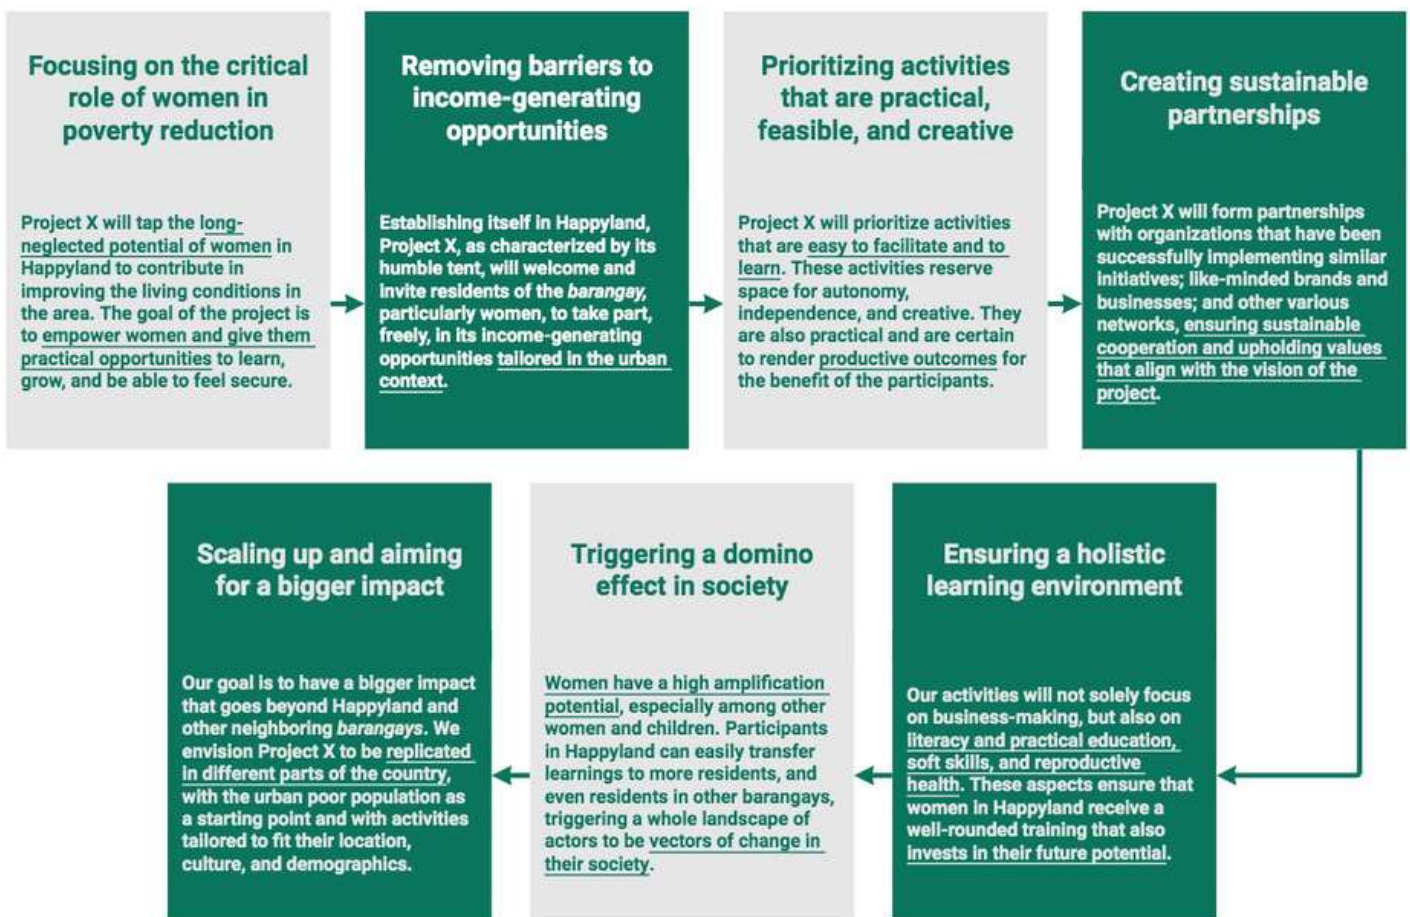 Focusing on the critical
role of women in
poverty reduction
Project X will tap the long-
neglected potential of women in
Happyland to contribute in
improving the living conditions in
the area. The goal of the project is
to empower women and give them
practical opportunities to learn,
grow, and be able to feel secure.
Removing barriers to
income-generating
opportunities
Establishing itself in Happyland,
Project X, as characterized by its
humble tent, will welcome and
invite residents of the barangay,
particularly women, to take part,
freely, in its income-generating
opportunities tailored in the urban
context.
Prioritizing activities
that are practical,
feasible, and creative
Project X will prioritize activities
that are easy to facilitate and to
learn. These activities reserve
space for autonomy,
independence, and creative. They
are also practical and are certain
to render productive outcomes for
the benefit of the participants.
Creating sustainable
partnerships
Project X will form partnerships
with organizations that have been
successfully implementing similar
initiatives; like-minded brands and
businesses; and other various
networks, ensuring sustainable
cooperation and upholding values
that align with the vision of the
project.
Ensuring a holistic
learning environment
Our activities will not solely focus
on business-making, but also on
literacy and practical education,
soft skills, and reproductive
health. These aspects ensure that
women in Happyland receive a
well-rounded training that also
invests in their future potential.
Triggering a domino
effect in society
Women have a high amplification
potential, especially among other
women and children. Participants
in Happyland can easily transfer
learnings to more residents, and
even residents in other barangays,
triggering a whole landscape of
actors to be vectors of change in
their society.
Scaling up and aiming
for a bigger impact
Our goal is to have a bigger impact
that goes beyond Happyland and
other neighboring barangays. We
envision Project X to be replicated
in different parts of the country,
with the urban poor population as
a starting point and with activities
tailored to fit their location,
culture, and demographics.